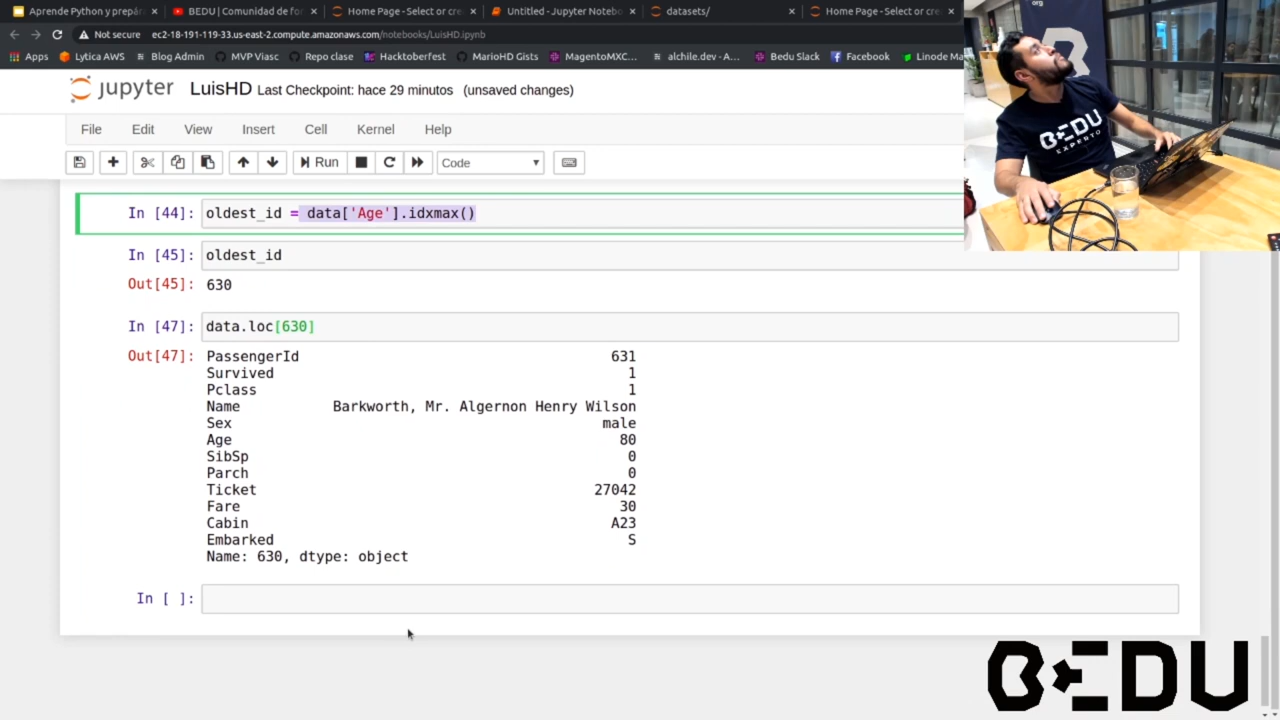 Aprende Python y prepár
BEDU | Comunidad de for
Home Page - Select or cre
Untitled - Jupyter Notebo
datasets/
Home Page - Select or cre
Not secure
ec2-18-191-119-33.us-east-2.compute.amazonaws.com/notebooks/LuisHD.ipynb
Apps
Lytica AWS
Blog Admin
MVP View
Repo clase
Hacktoberfest
MarioHD Gists
MagentoMXC...
alchile.dev - A...
Bedu Slack
Facebook
Linode Ma
org
BEDU
EXPERTO
jupyter LuisHD Last Checkpoint: hace 29 minutos (unsaved changes)
File Edit View Insert Cell Kernel Help
Run
Code
In [44]: oldest_id = data['Age'].idxmax()
In [45]: oldest_id
Out[45]: 630
In [47]: data.loc[630]
Out[47]: PassengerId 631
Survived 1
Pclass 1
Name Barkworth, Mr. Algernon Henry Wilson
Sex male
Age 80
SibSp 0
Parch 0
Ticket 27042
Fare 30
Cabin A23
Embarked S
Name: 630, dtype: object
In [ ]:
BEDU